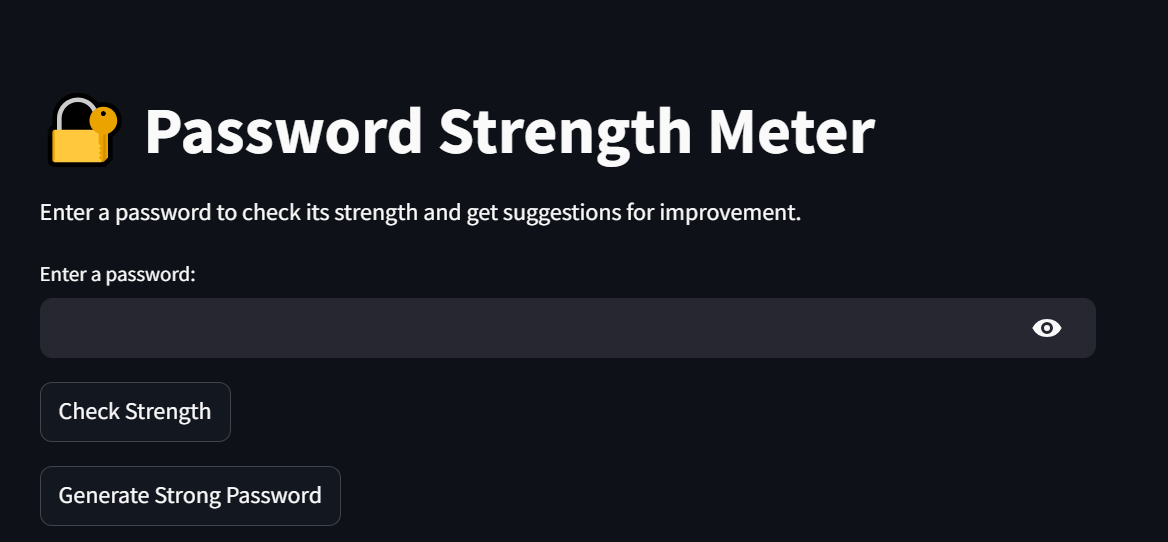 Password Strength Meter
Enter a password to check its strength and get suggestions for improvement.
Enter a password:
Check Strength
Generate Strong Password